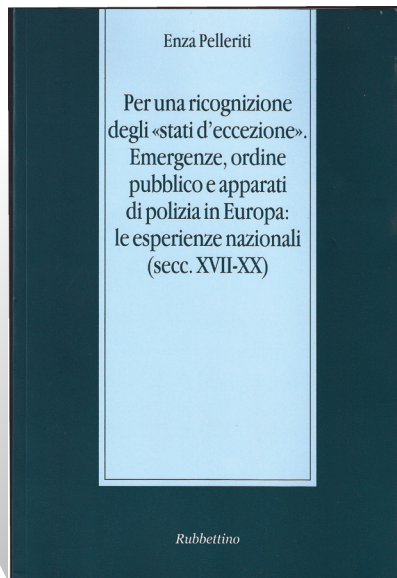 Enza Pelleriti
Per una ricognizione
degli «stati d'eccezione».
Emergenze, ordine
pubblico e apparati
di polizia in Europa:
le esperienze nazionali
(secc. XVII-XX)
Rubbettino